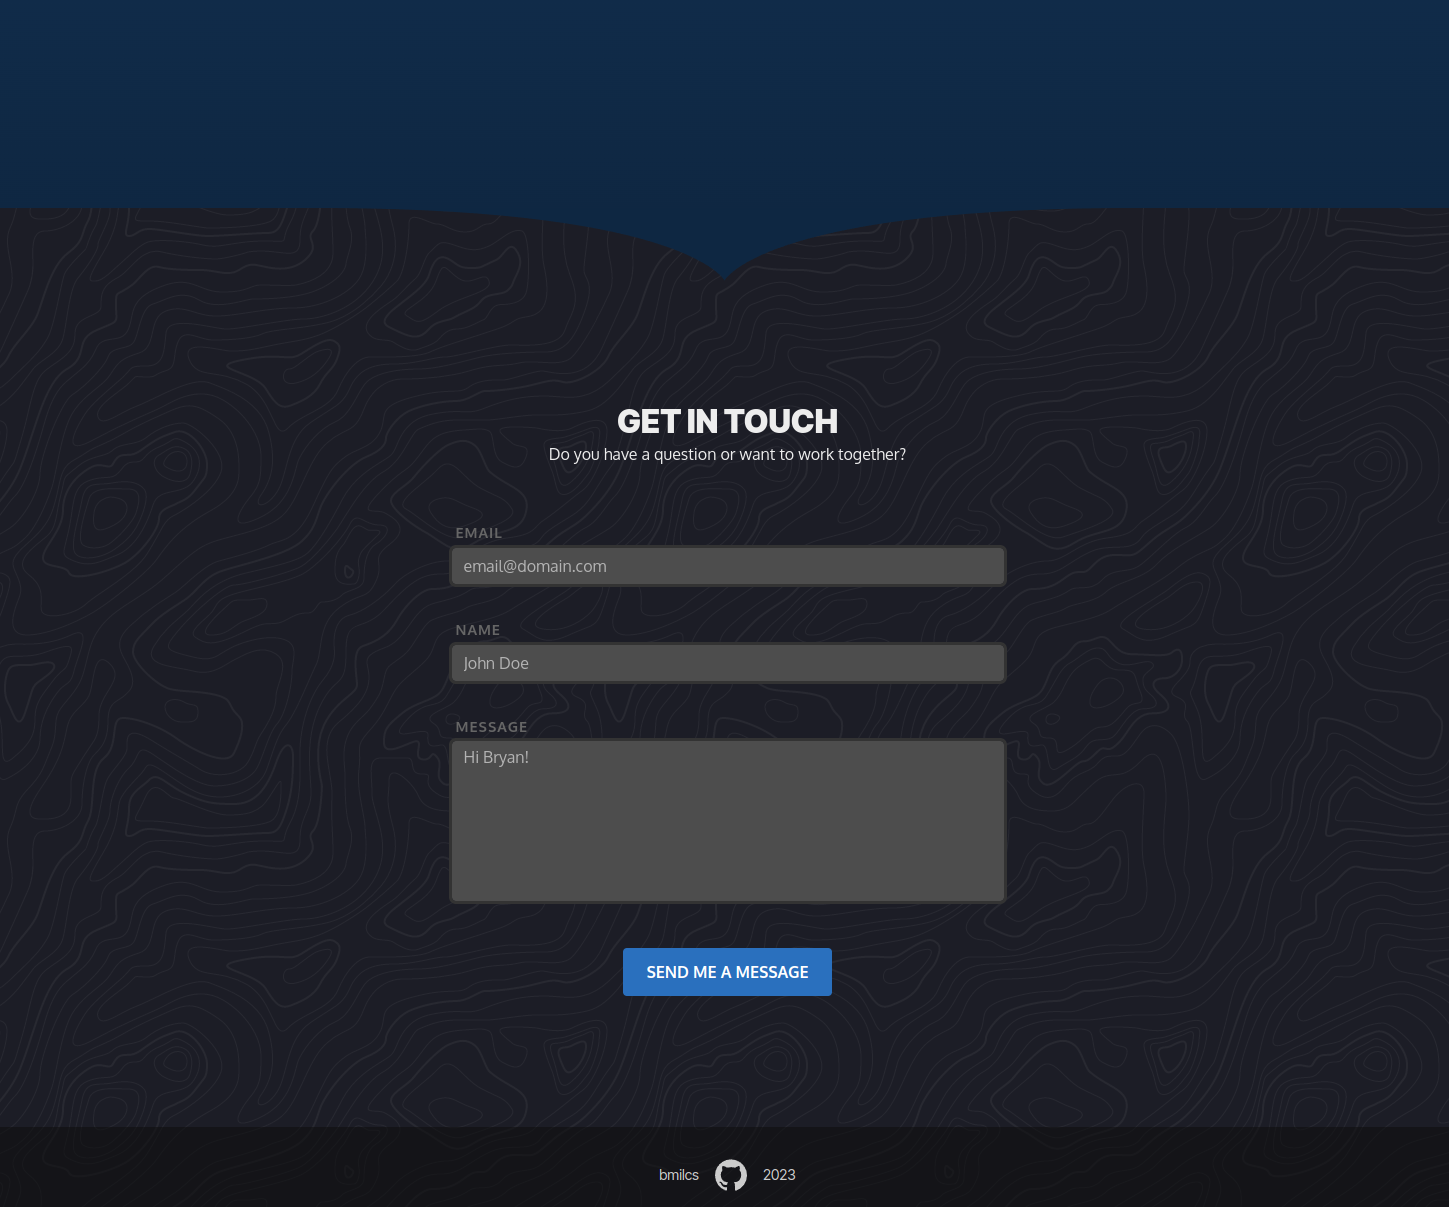 GET IN TOUCH
Do you have a question or want to work together?
EMAIL
email@domain.com
NAME
John Doe
MESSAGE
Hi Bryan!
SEND ME A MESSAGE
bmilcs 2023